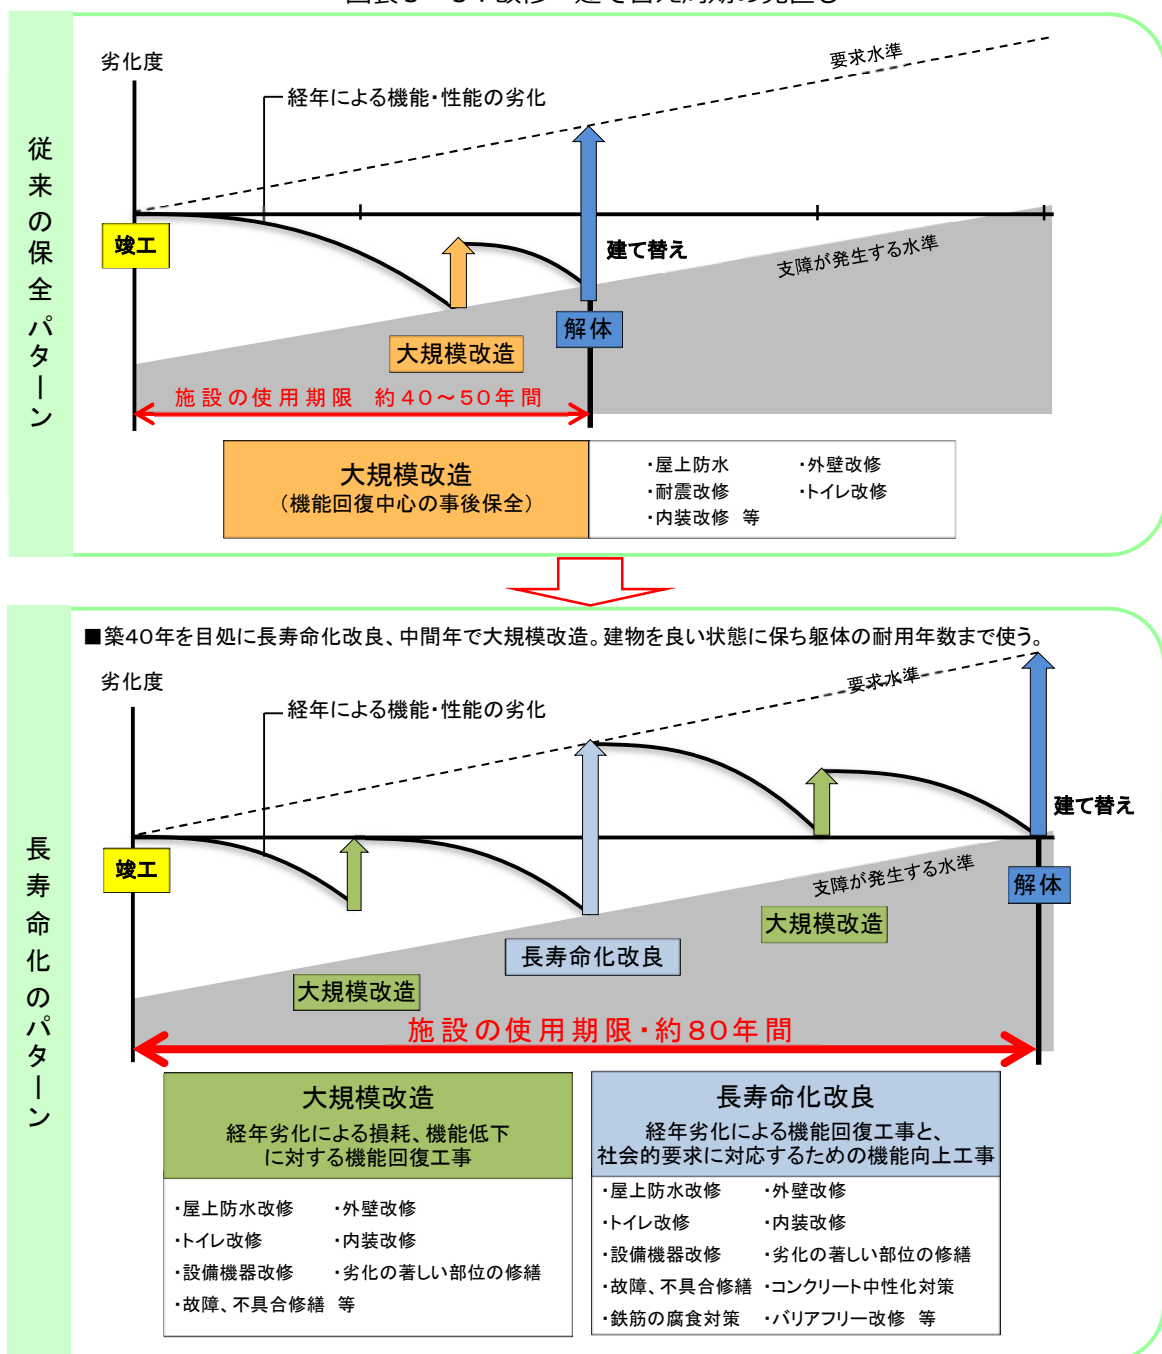 従来の保全パターン
劣化度
経年による機能・性能の劣化
要求水準
竣工
建て替え
支障が発生する水準
解体
大規模改造
施設の使用期限 約40～50年間
大規模改造
（機能回復中心の事後保全）
・屋上防水 ・外壁改修
・耐震改修 ・トイレ改修
・内装改修 等
長寿命化のパターン
■築40年を目処に長寿命化改良、中間年で大規模改造。建物を良い状態に保ち躯体の耐用年数まで使う。
劣化度
経年による機能・性能の劣化
要求水準
建て替え
竣工
支障が発生する水準
解体
大規模改造
長寿命化改良
大規模改造
施設の使用期限・約80年間
大規模改造
経年劣化による損耗、機能低下
に対する機能回復工事
・屋上防水改修 ・外壁改修
・トイレ改修 ・内装改修
・設備機器改修 ・劣化の著しい部位の修繕
・故障、不具合修繕 等
長寿命化改良
経年劣化による機能回復工事と、
社会的要求に対応するための機能向上工事
・屋上防水改修 ・外壁改修
・トイレ改修 ・内装改修
・設備機器改修 ・劣化の著しい部位の修繕
・故障、不具合修繕 ・コンクリート中性化対策
・鉄筋の腐食対策 ・バリアフリー改修 等